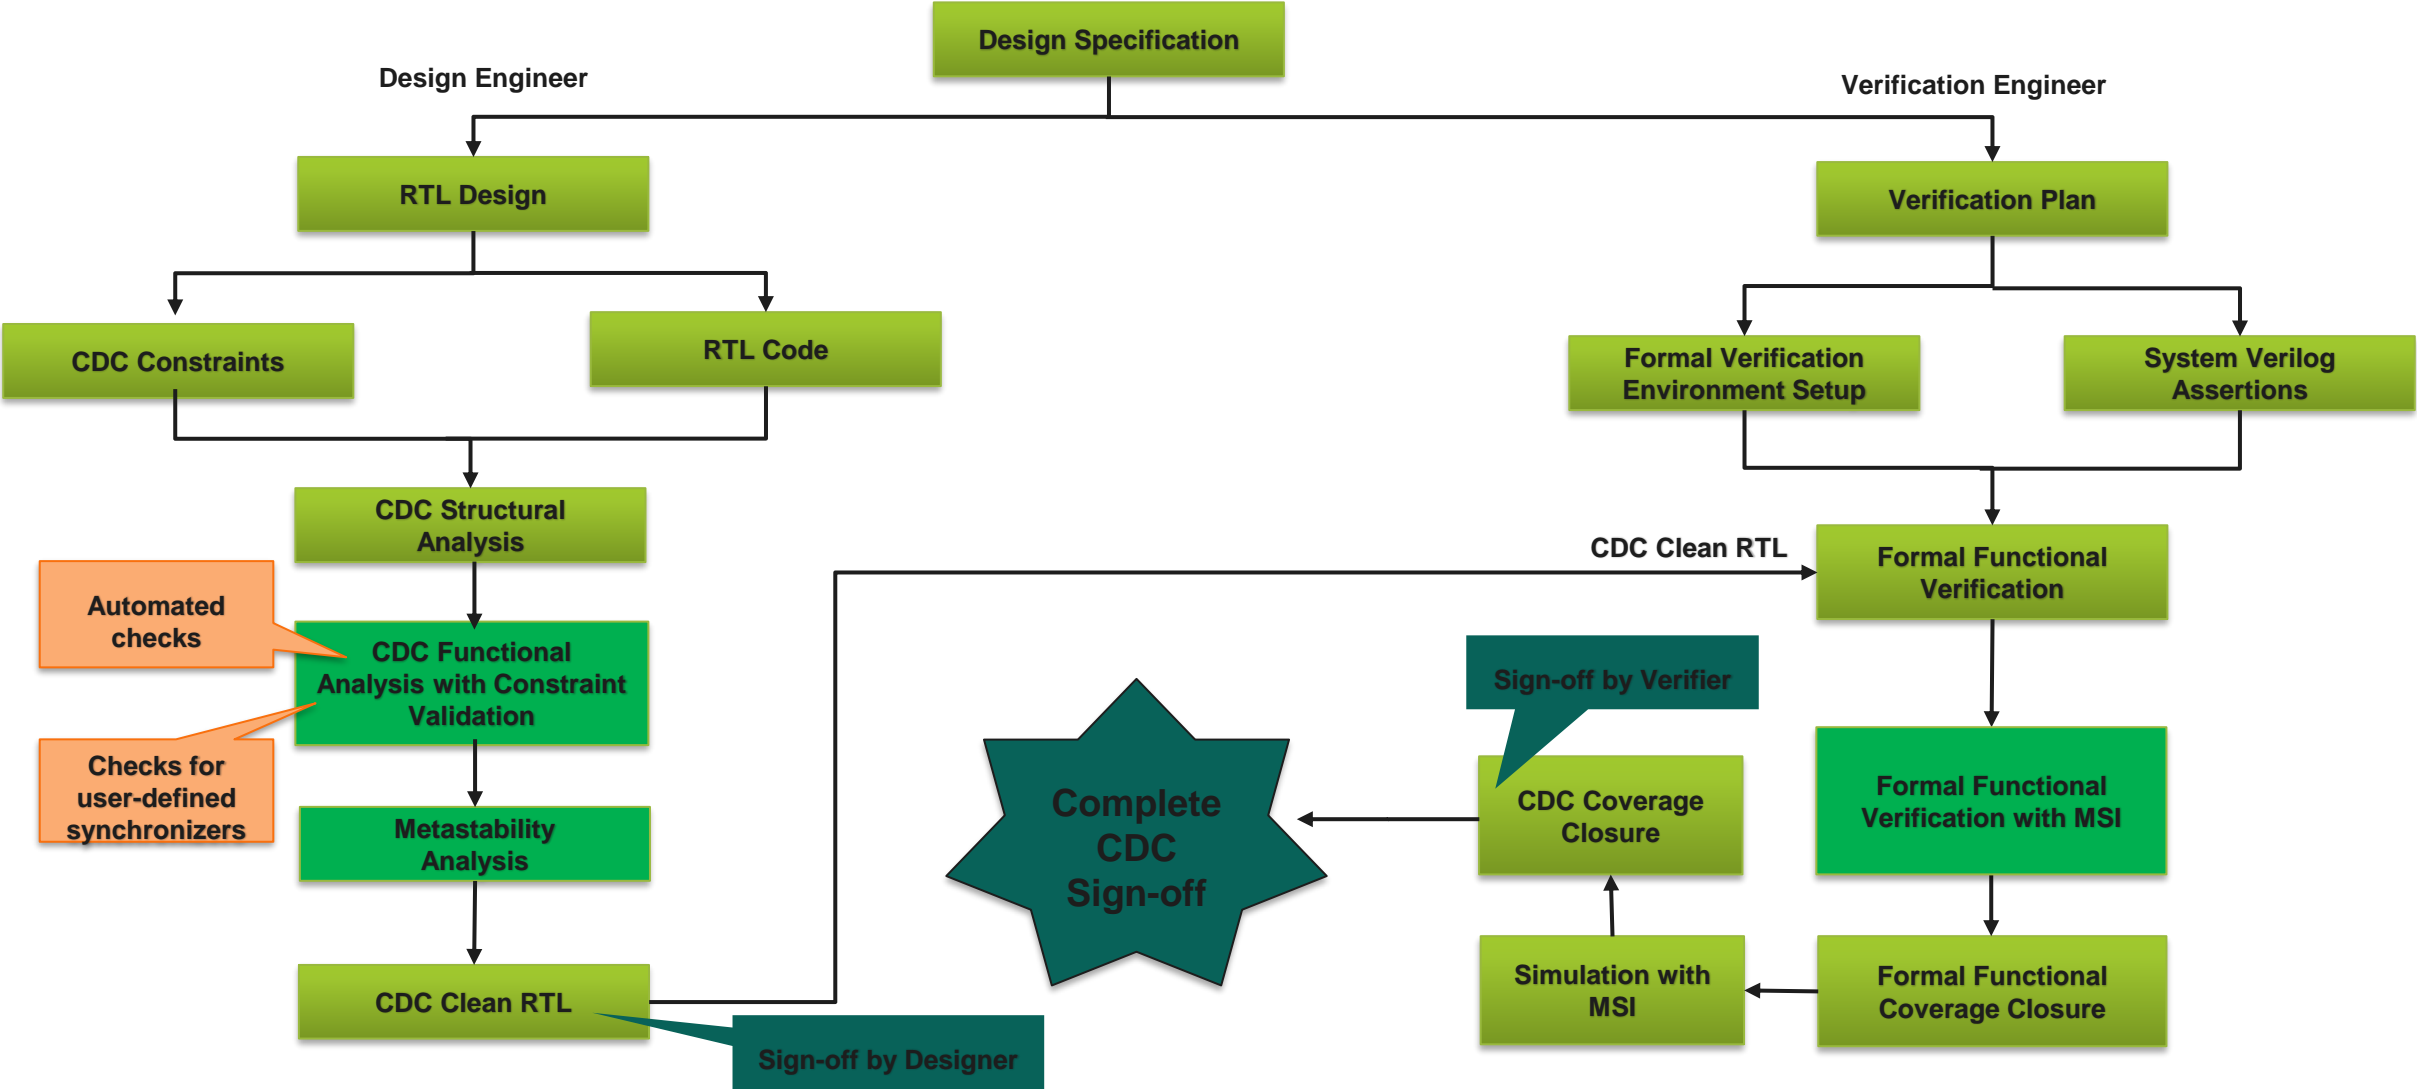 Design Specification
Design Engineer
Verification Engineer
RTL Design
Verification Plan
CDC Constraints
RTL Code
Formal Verification
Environment Setup
System Verilog
Assertions
CDC Structural
Analysis
CDC Clean RTL
Formal Functional
Verification
Automated
checks
CDC Functional
Analysis with Constraint
Validation
Sign-off by Verifier
Checks for
user-defined
synchronizers
Complete
CDC
Sign-off
CDC Coverage
Closure
Formal Functional
Verification with MSI
Metastability
Analysis
CDC Clean RTL
Simulation with
MSI
Formal Functional
Coverage Closure
Sign-off by Designer